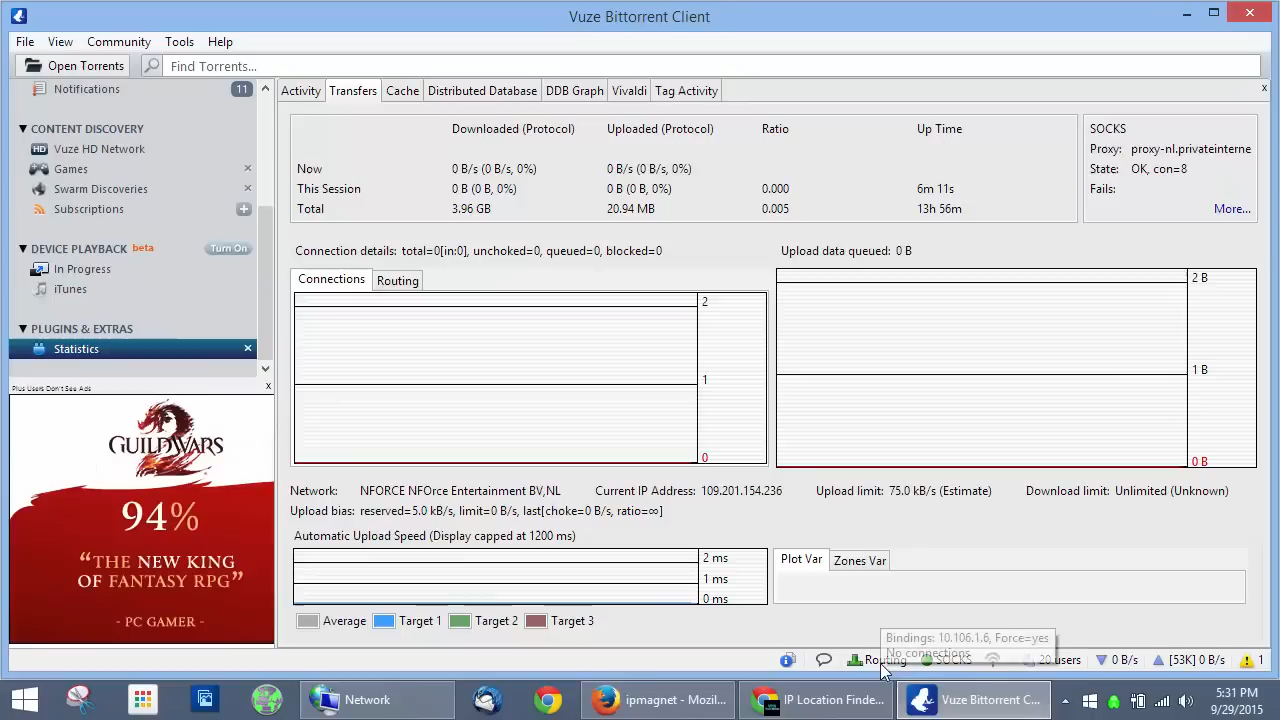 Vuze Bittorrent Client
File View Community Tools Help
Open Torrents Find Torrents...
Notifications 11
CONTENT DISCOVERY
HD Vuze HD Network
Games
Swarm Discoveries
Subscriptions
DEVICE PLAYBACK beta Turn On
In Progress
iTunes
PLUGINS & EXTRAS
Statistics
Plus Users Don't See Ads x
GUILDWARS
2
94%
“THE NEW KING
OF FANTASY RPG”
- PC GAMER -
Activity Transfers Cache Distributed Database DDB Graph Vivaldi Tag Activity
Downloaded (Protocol) Uploaded (Protocol) Ratio Up Time
Now 0 B/s (0 B/s, 0%) 0 B/s (0 B/s, 0%)
This Session 0 B (0 B, 0%) 0 B (0 B, 0%) 0.000 6m 11s
Total 3.96 GB 20.94 MB 0.005 13h 56m
SOCKS
Proxy: proxy-nl.privateinterne
State: OK, con=8
Fails:
More...
Connection details: total=0[in:0], unchoked=0, queued=0, blocked=0
Upload data queued: 0 B
Connections Routing
2
1
0
2 B
1 B
0 B
Network: NFORCE NFOrce Entertainment BV,NL Current IP Address: 109.201.154.236 Upload limit: 75.0 kB/s (Estimate) Download limit: Unlimited (Unknown)
Upload bias: reserved=5.0 kB/s, limit=0 B/s, last[choke=0 B/s, ratio=∞]
Automatic Upload Speed (Display capped at 1200 ms)
2 ms
1 ms
0 ms
Plot Var Zones Var
Average Target 1 Target 2 Target 3
Bindings: 10.106.1.6, Force=yes
No connections
Routing SOCKS 20 users 0 B/s [53K] 0 B/s 1
Network ipmagnet - Mozil... IP Location Finde... Vuze Bittorrent C...
5:31 PM
9/29/2015